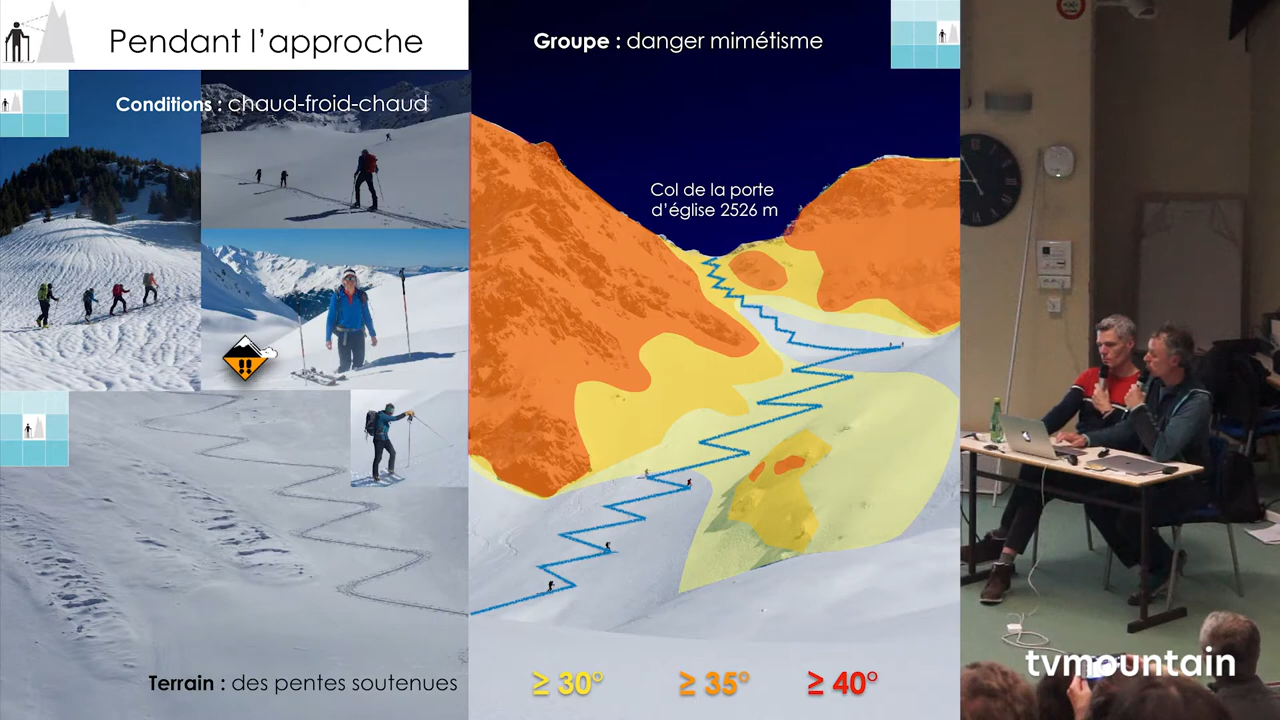 Pendant l’approche
Conditions : chaud-froid-chaud
Terrain : des pentes soutenues
Groupe : danger mimétisme
Col de la porte
d’église 2526 m
≥ 30° ≥ 35° ≥ 40°
tvmountain